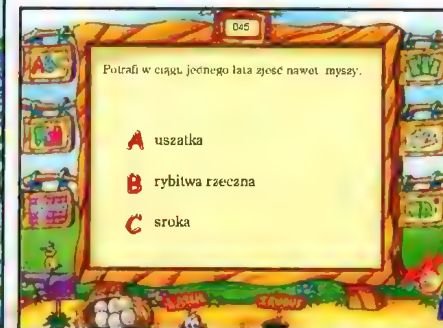 045
Potrafi w ciągu jednego lata zjeść nawet myszy.
A uszatka
B rybitwa rzeczna
C sroka